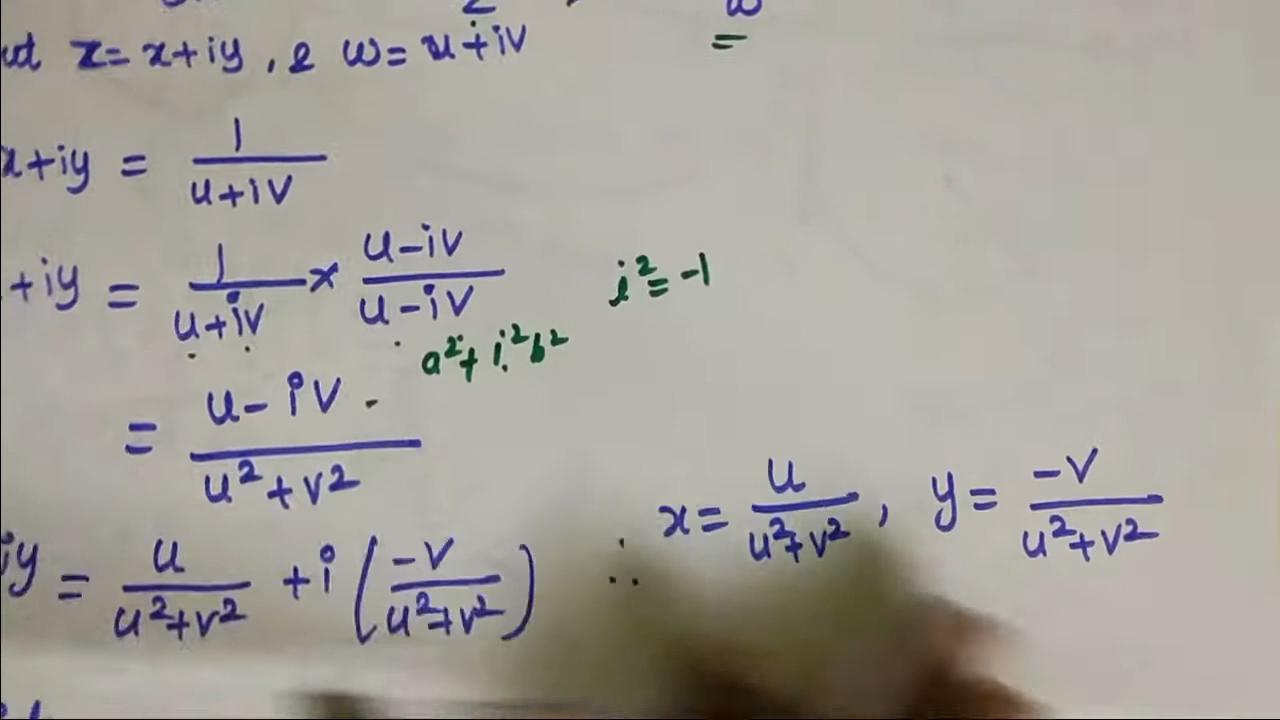 z= x+iy, & w= u+iv
x+iy = 1/(u+iv)
+iy = 1/(u+iv) × (u-iv)/(u-iv) i²=-1
a²+i²b²
= (u-iv)/(u²+v²)
iy = u/(u²+v²) +i(-v/(u²+v²)) ∴ x= u/(u²+v²), y= -v/(u²+v²)